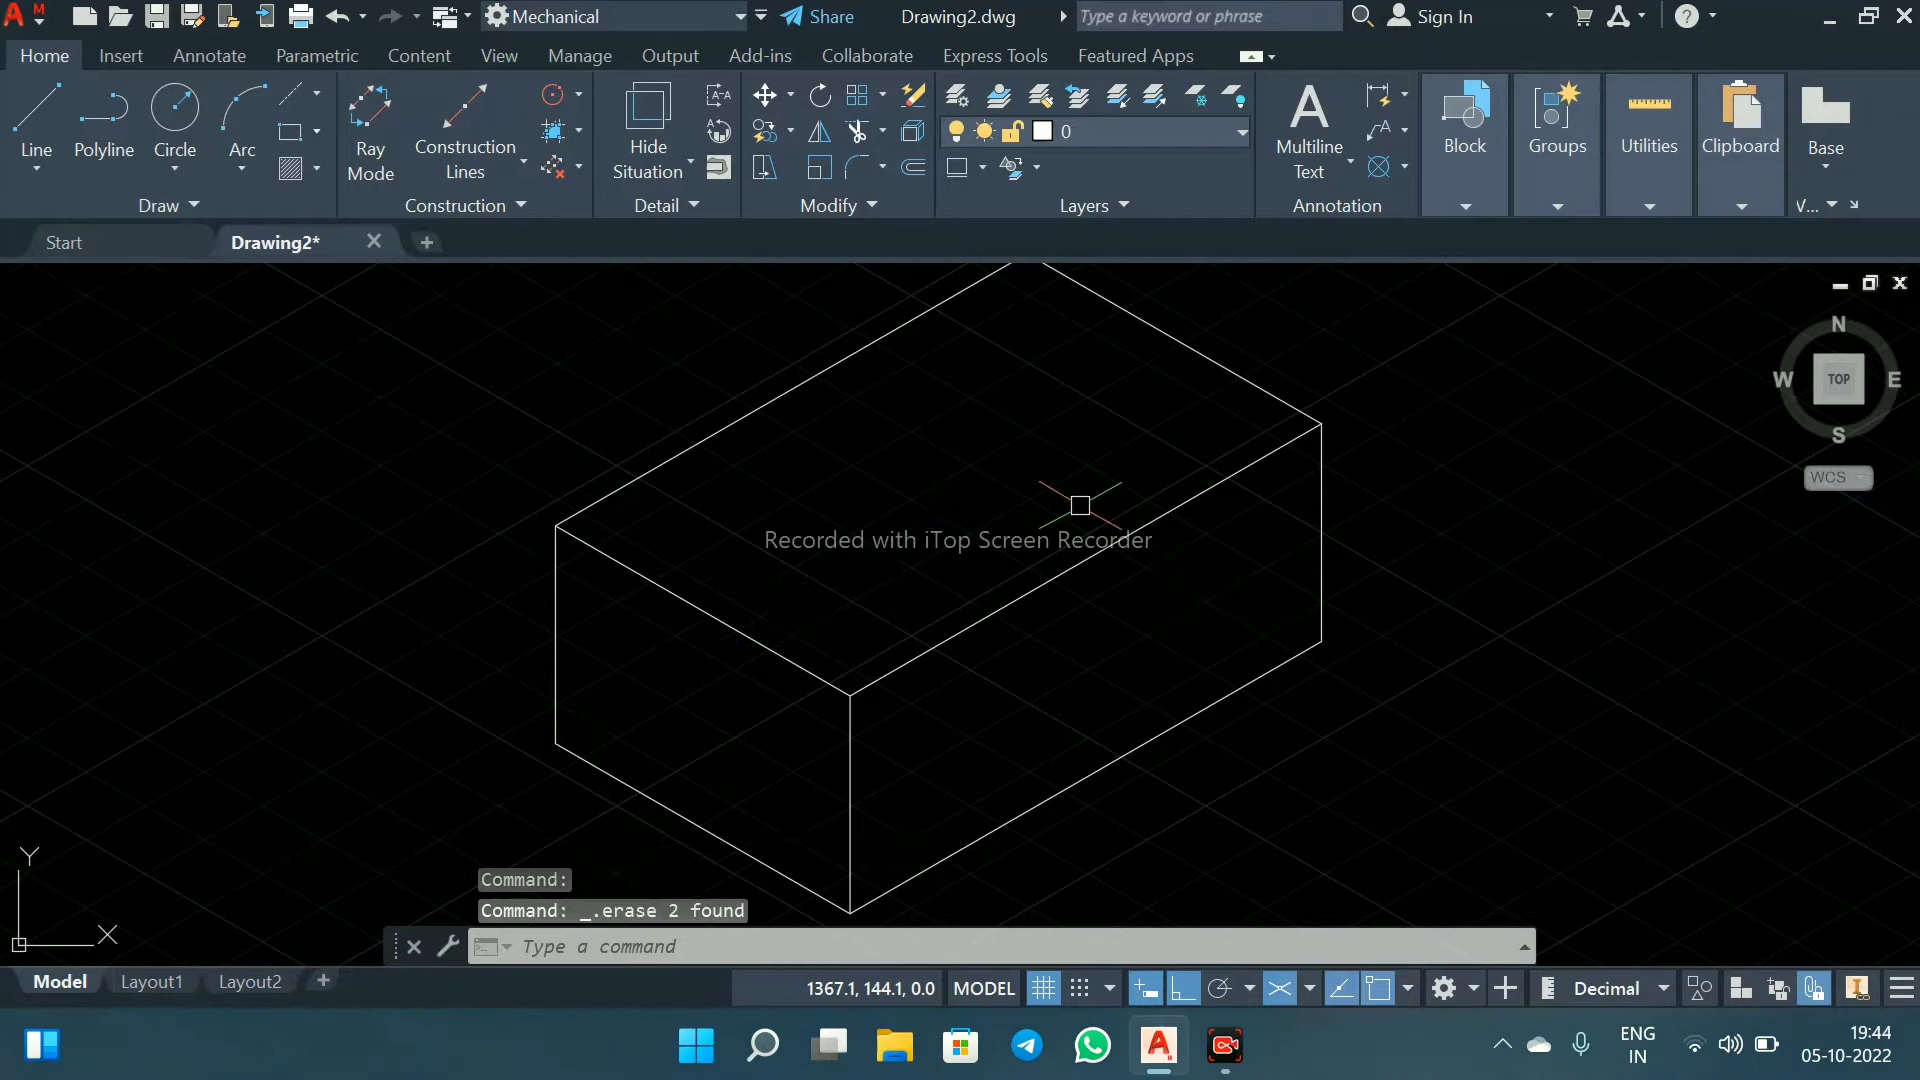 A M Mechanical Share Drawing2.dwg Type a keyword or phrase Sign In ?
Home Insert Annotate Parametric Content View Manage Output Add-ins Collaborate Express Tools Featured Apps
Line Polyline Circle Arc
Ray Mode
Construction Lines
Hide Situation
0
A Multiline Text
Block Groups Utilities Clipboard Base
Draw Construction Detail Modify Layers Annotation V...
Start Drawing2*
N
W TOP E
S
WCS
Recorded with iTop Screen Recorder
Y
X
Command:
Command: _.erase 2 found
Type a command
Model Layout1 Layout2 1367.1, 144.1, 0.0 MODEL Decimal
ENG IN
19:44
05-10-2022